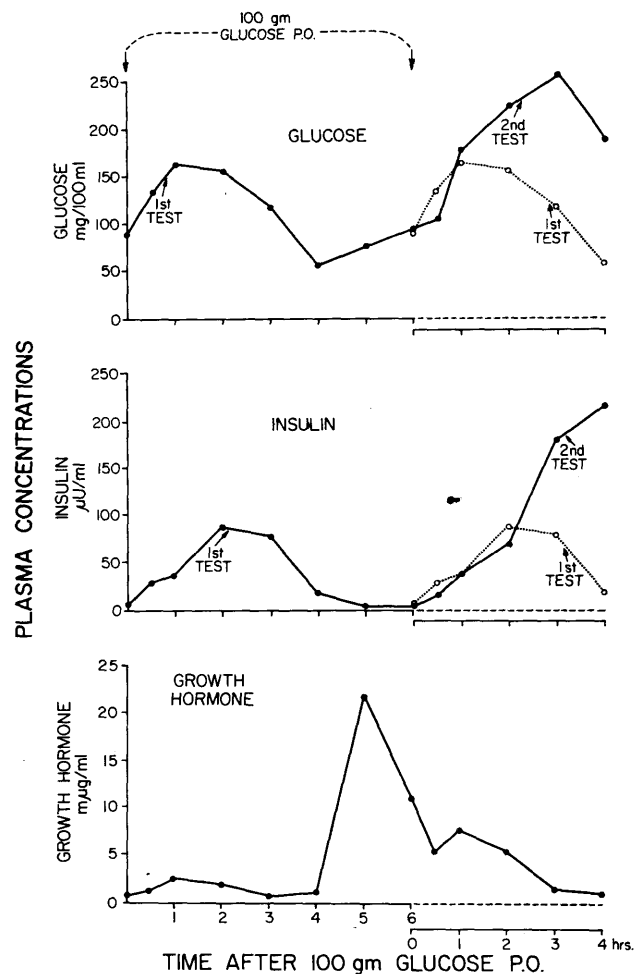 100 gm
GLUCOSE P.O.
250
200
150
100
50
0
GLUCOSE
mg/100ml
GLUCOSE
1st
TEST
2nd
TEST
1st
TEST
PLASMA CONCENTRATIONS
250
200
150
100
50
0
INSULIN
μU/ml
INSULIN
1st
TEST
2nd
TEST
1st
TEST
25
20
15
10
5
0
GROWTH HORMONE
mμg/ml
GROWTH
HORMONE
1 2 3 4 5 6
0 1 2 3 4 hrs.
TIME AFTER 100 gm GLUCOSE P.O.